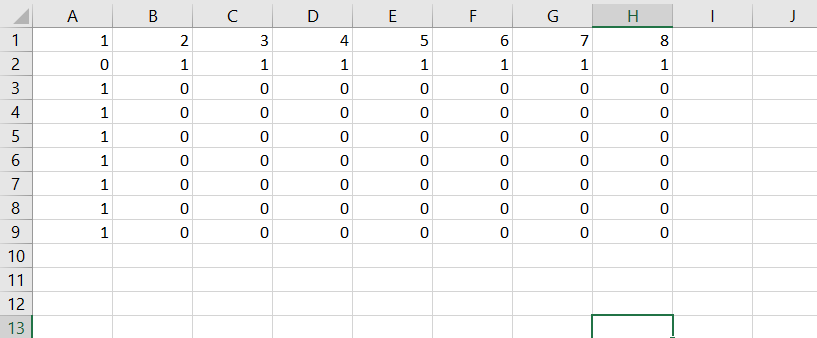 A B C D E F G H I J
1 1 2 3 4 5 6 7 8
2 0 1 1 1 1 1 1 1
3 1 0 0 0 0 0 0 0
4 1 0 0 0 0 0 0 0
5 1 0 0 0 0 0 0 0
6 1 0 0 0 0 0 0 0
7 1 0 0 0 0 0 0 0
8 1 0 0 0 0 0 0 0
9 1 0 0 0 0 0 0 0
10
11
12
13